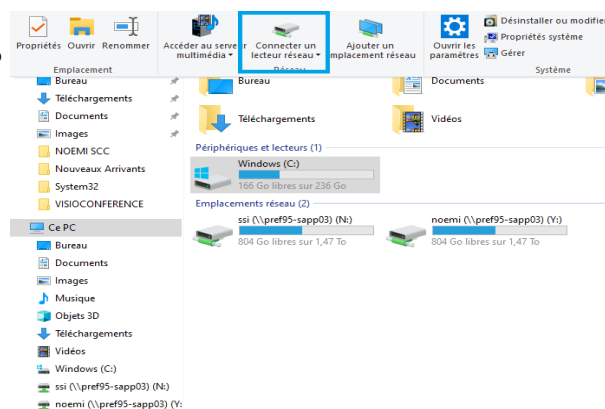 Propriétés Ouvrir Renommer
Emplacement
Accéder au serveur multimédia
Connecter un lecteur réseau
Ajouter un emplacement réseau
Réseau
Ouvrir les paramètres
Désinstaller ou modifier
Propriétés système
Gérer
Système
Bureau
Téléchargements
Documents
Images
NOEMI SCC
Nouveaux Arrivants
System32
VISIOCONFERENCE
Ce PC
Bureau
Documents
Images
Musique
Objets 3D
Téléchargements
Vidéos
Windows (C:)
ssi (\\pref95-sapp03) (N:)
noemi (\\pref95-sapp03) (Y:
Bureau
Documents
Téléchargements
Vidéos
Périphériques et lecteurs (1)
Windows (C:)
166 Go libres sur 236 Go
Emplacements réseau (2)
ssi (\\pref95-sapp03) (N:)
804 Go libres sur 1,47 To
noemi (\\pref95-sapp03) (Y:)
804 Go libres sur 1,47 To